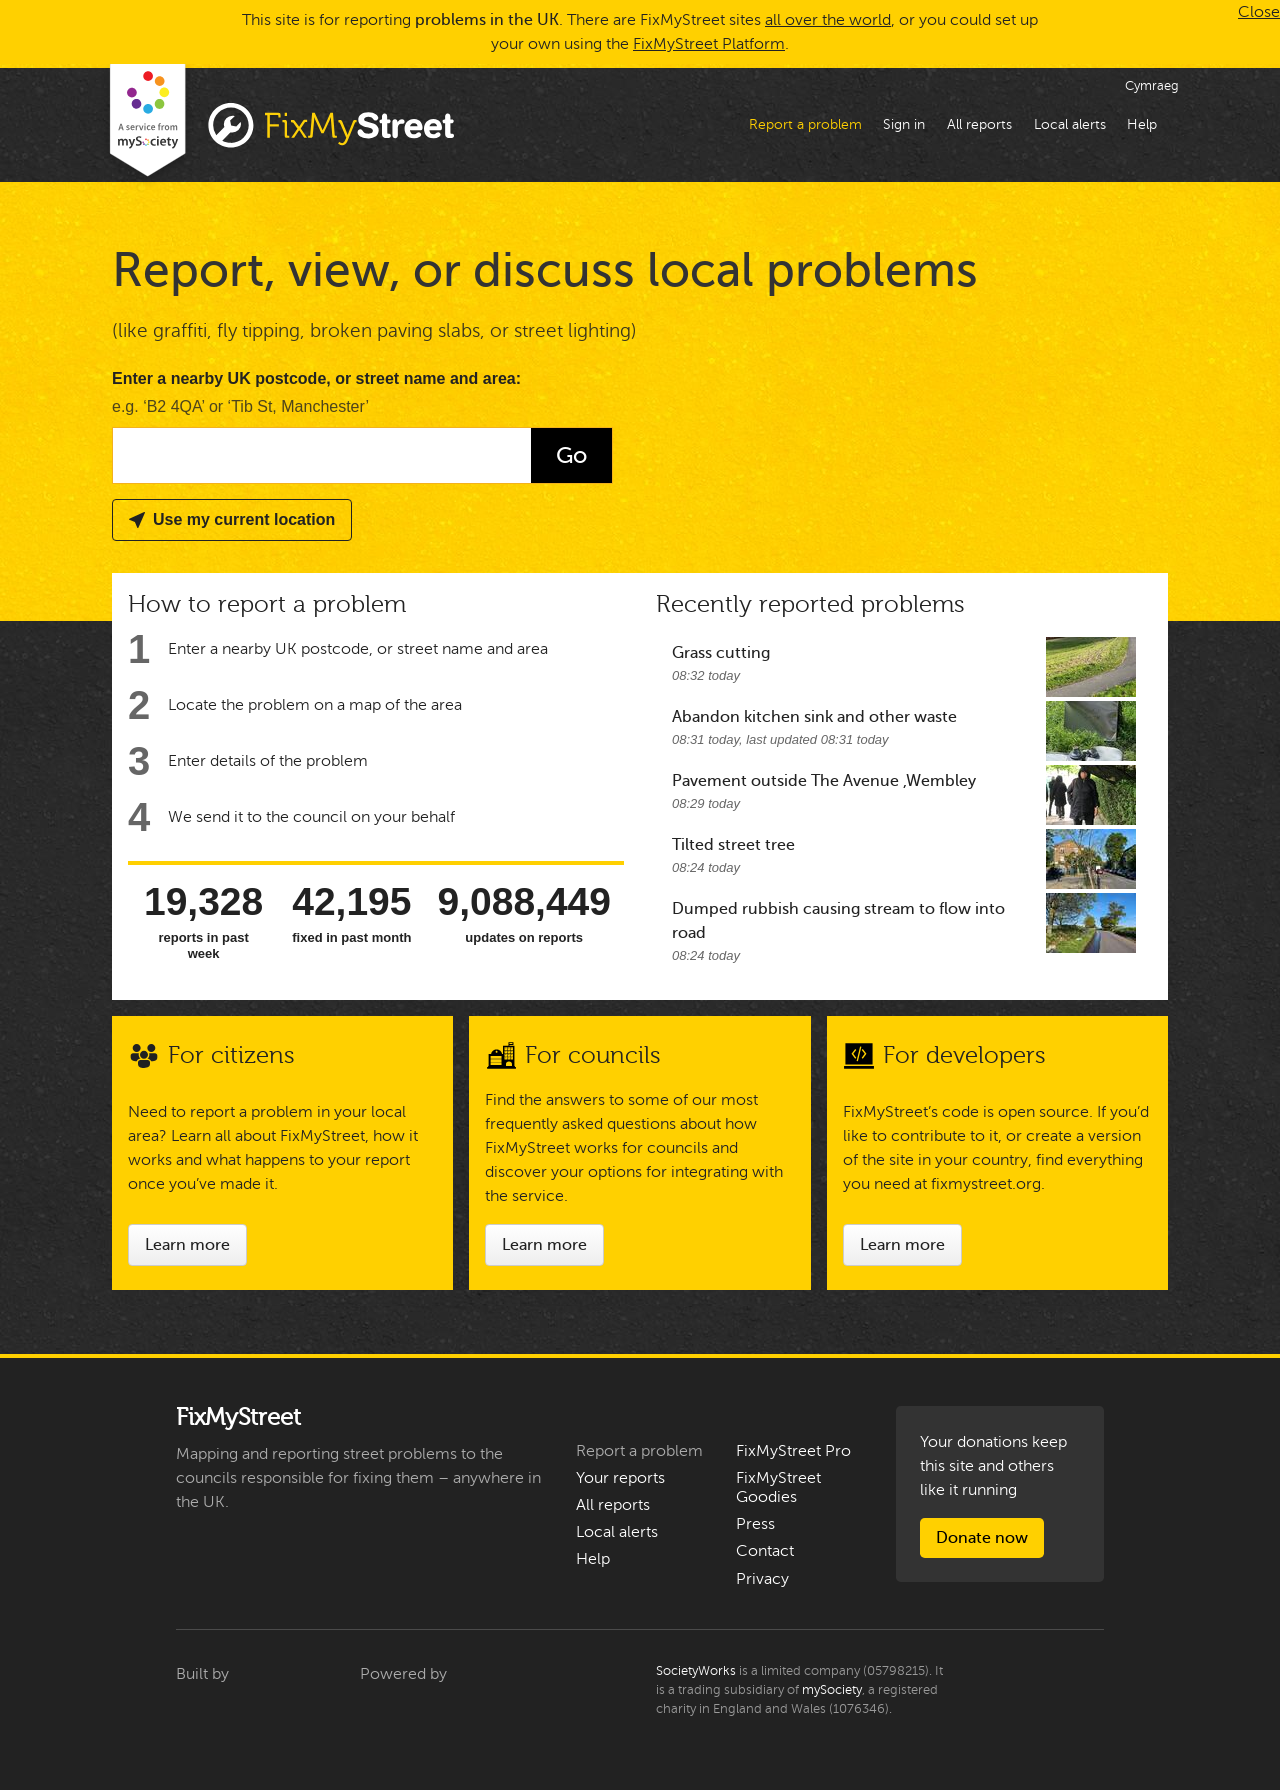 This site is for reporting problems in the UK. There are FixMyStreet sites all over the world, or you could set up
your own using the FixMyStreet Platform.
Close
Cymraeg
A service from
mySociety
FixMyStreet
Report a problem
Sign in
All reports
Local alerts
Help
Report, view, or discuss local problems
(like graffiti, fly tipping, broken paving slabs, or street lighting)
Enter a nearby UK postcode, or street name and area:
e.g. ‘B2 4QA’ or ‘Tib St, Manchester’
Go
Use my current location
How to report a problem
1 Enter a nearby UK postcode, or street name and area
2 Locate the problem on a map of the area
3 Enter details of the problem
4 We send it to the council on your behalf
19,328
reports in past
week
42,195
fixed in past month
9,088,449
updates on reports
Recently reported problems
Grass cutting
08:32 today
Abandon kitchen sink and other waste
08:31 today, last updated 08:31 today
Pavement outside The Avenue ,Wembley
08:29 today
Tilted street tree
08:24 today
Dumped rubbish causing stream to flow into
road
08:24 today
For citizens
Need to report a problem in your local
area? Learn all about FixMyStreet, how it
works and what happens to your report
once you’ve made it.
Learn more
For councils
Find the answers to some of our most
frequently asked questions about how
FixMyStreet works for councils and
discover your options for integrating with
the service.
Learn more
For developers
FixMyStreet’s code is open source. If you’d
like to contribute to it, or create a version
of the site in your country, find everything
you need at fixmystreet.org.
Learn more
FixMyStreet
Mapping and reporting street problems to the
councils responsible for fixing them – anywhere in
the UK.
Report a problem
Your reports
All reports
Local alerts
Help
FixMyStreet Pro
FixMyStreet
Goodies
Press
Contact
Privacy
Your donations keep
this site and others
like it running
Donate now
Built by
Powered by
SocietyWorks is a limited company (05798215). It
is a trading subsidiary of mySociety, a registered
charity in England and Wales (1076346).